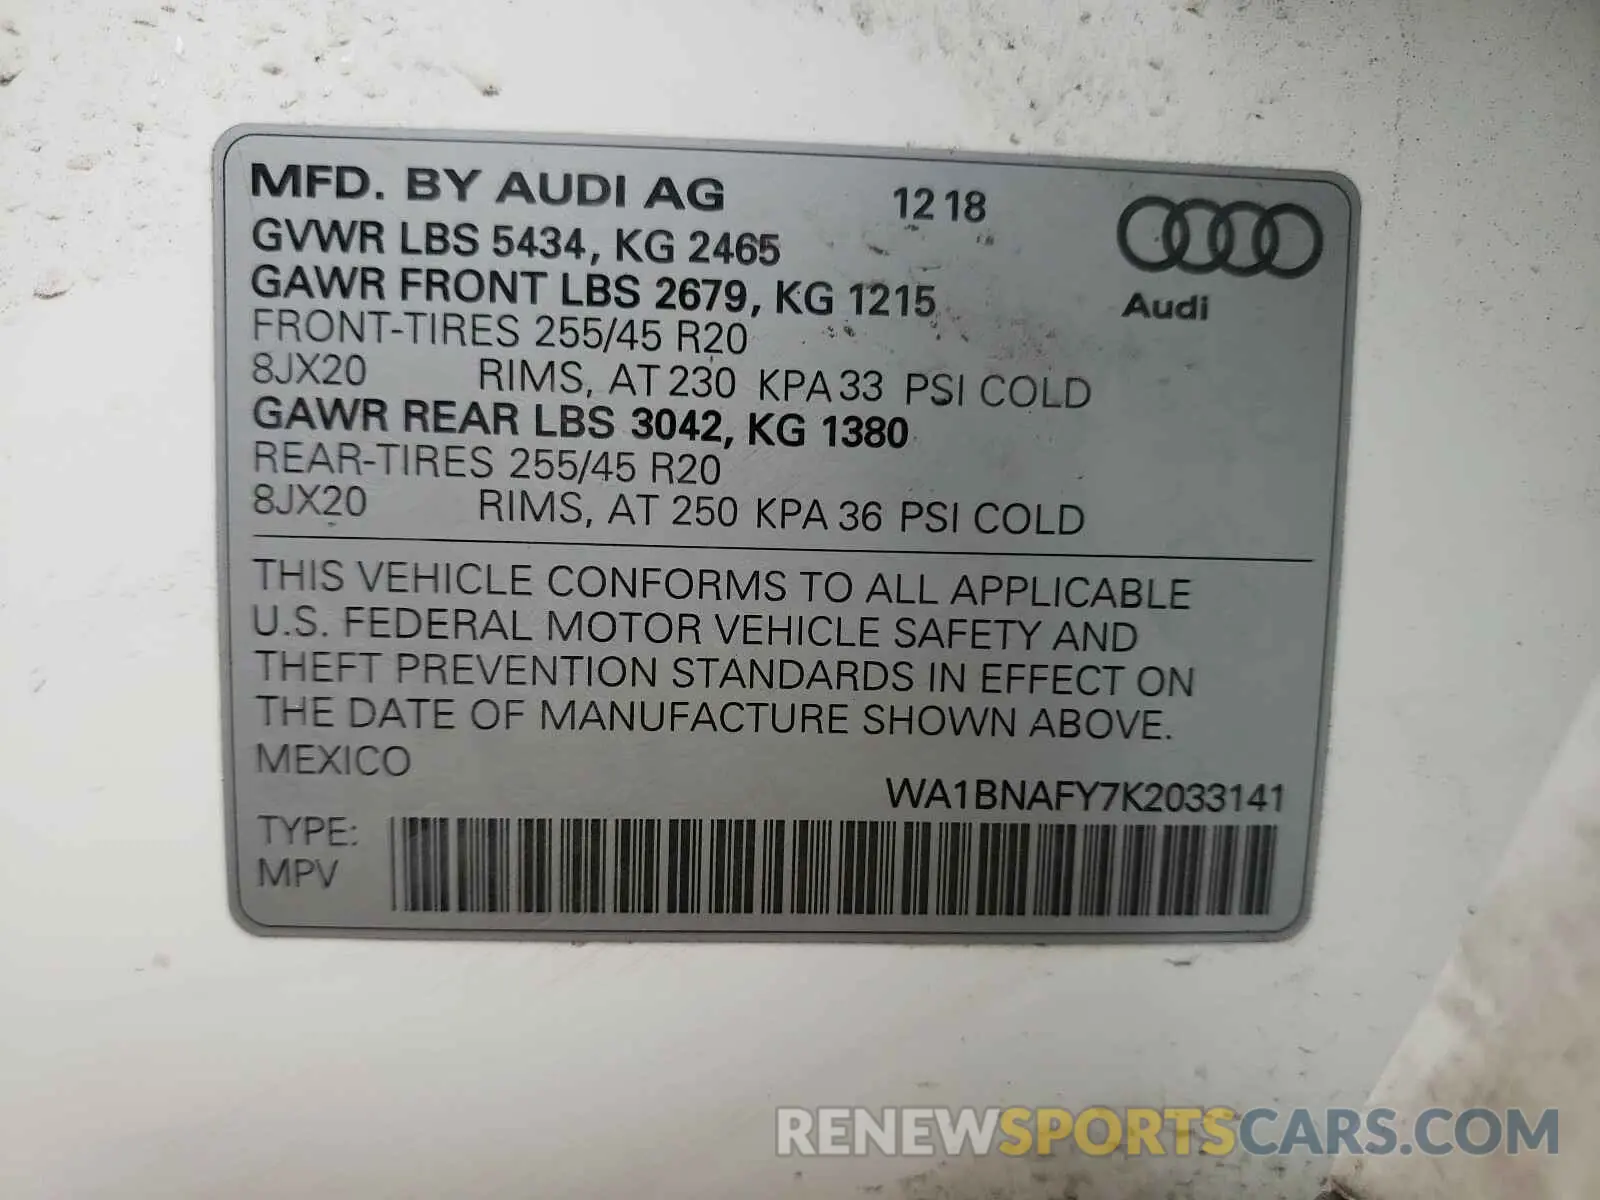 MFD. BY AUDI AG 12 18
GVWR LBS 5434, KG 2465
GAWR FRONT LBS 2679, KG 1215
Audi
FRONT-TIRES 255/45 R20
8JX20 RIMS, AT 230 KPA 33 PSI COLD
GAWR REAR LBS 3042, KG 1380
REAR-TIRES 255/45 R20
8JX20 RIMS, AT 250 KPA 36 PSI COLD
THIS VEHICLE CONFORMS TO ALL APPLICABLE
U.S. FEDERAL MOTOR VEHICLE SAFETY AND
THEFT PREVENTION STANDARDS IN EFFECT ON
THE DATE OF MANUFACTURE SHOWN ABOVE.
MEXICO
WA1BNAFY7K2033141
TYPE:
MPV
RENEWSPORTSCARS.COM